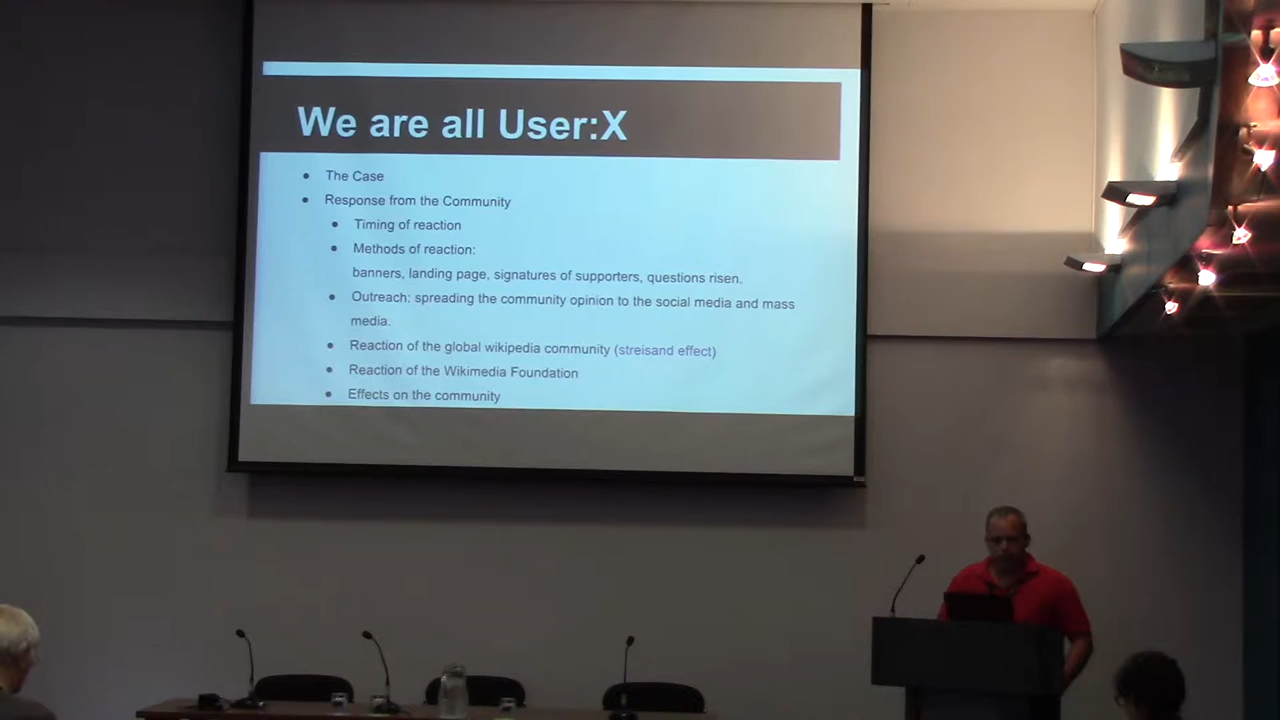 We are all User:X
• The Case
• Response from the Community
• Timing of reaction
• Methods of reaction:
banners, landing page, signatures of supporters, questions risen.
• Outreach: spreading the community opinion to the social media and mass
media.
• Reaction of the global wikipedia community (streisand effect)
• Reaction of the Wikimedia Foundation
• Effects on the community